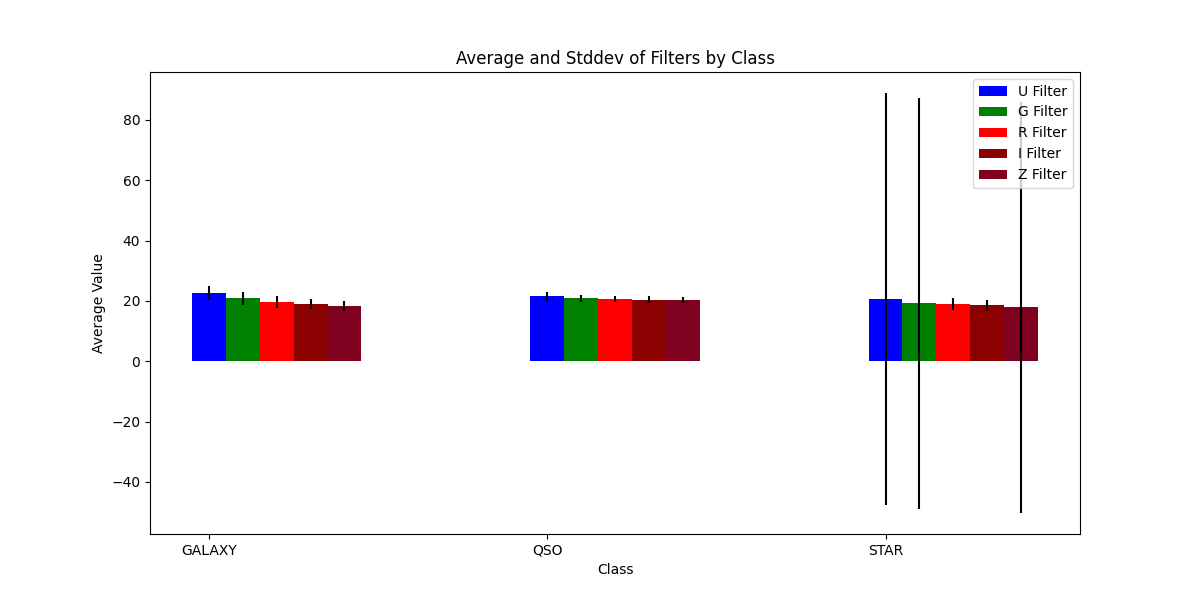 Average and Stddev of Filters by Class
U Filter
G Filter
R Filter
I Filter
Z Filter
80
60
40
20
0
−20
−40
Average Value
GALAXY
QSO
STAR
Class